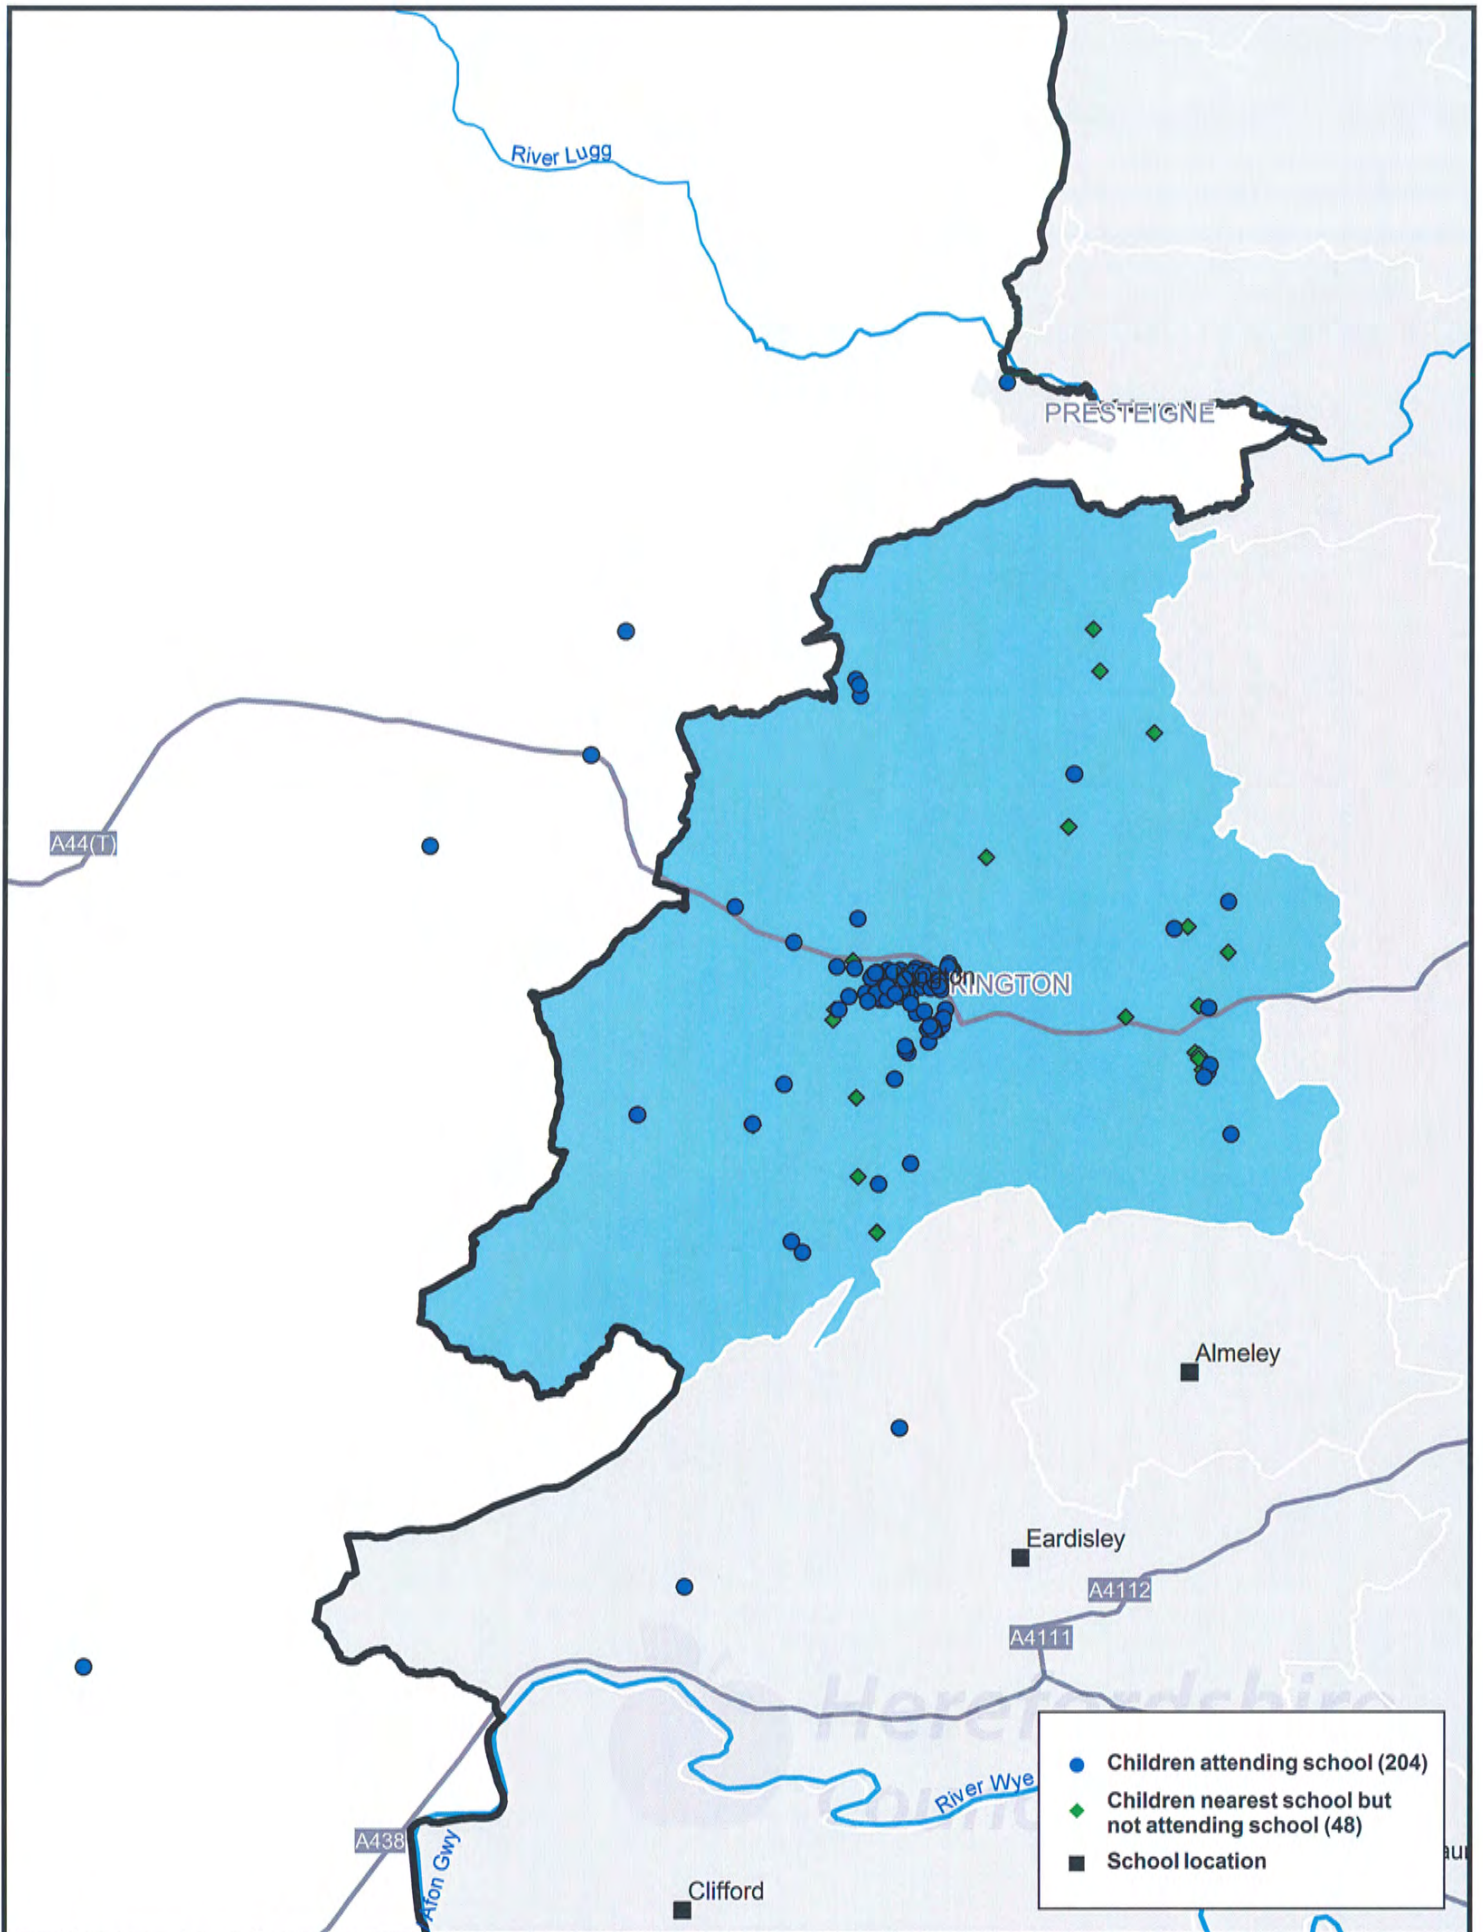 River Lugg
PRESTEIGNE
A44(T)
KINGTON
Almeley
Eardisley
A4112
A4111
Herefordshire
River Wye
A438
Afon Gwy
Clifford
Children attending school (204)
Children nearest school but
not attending school (48)
School location